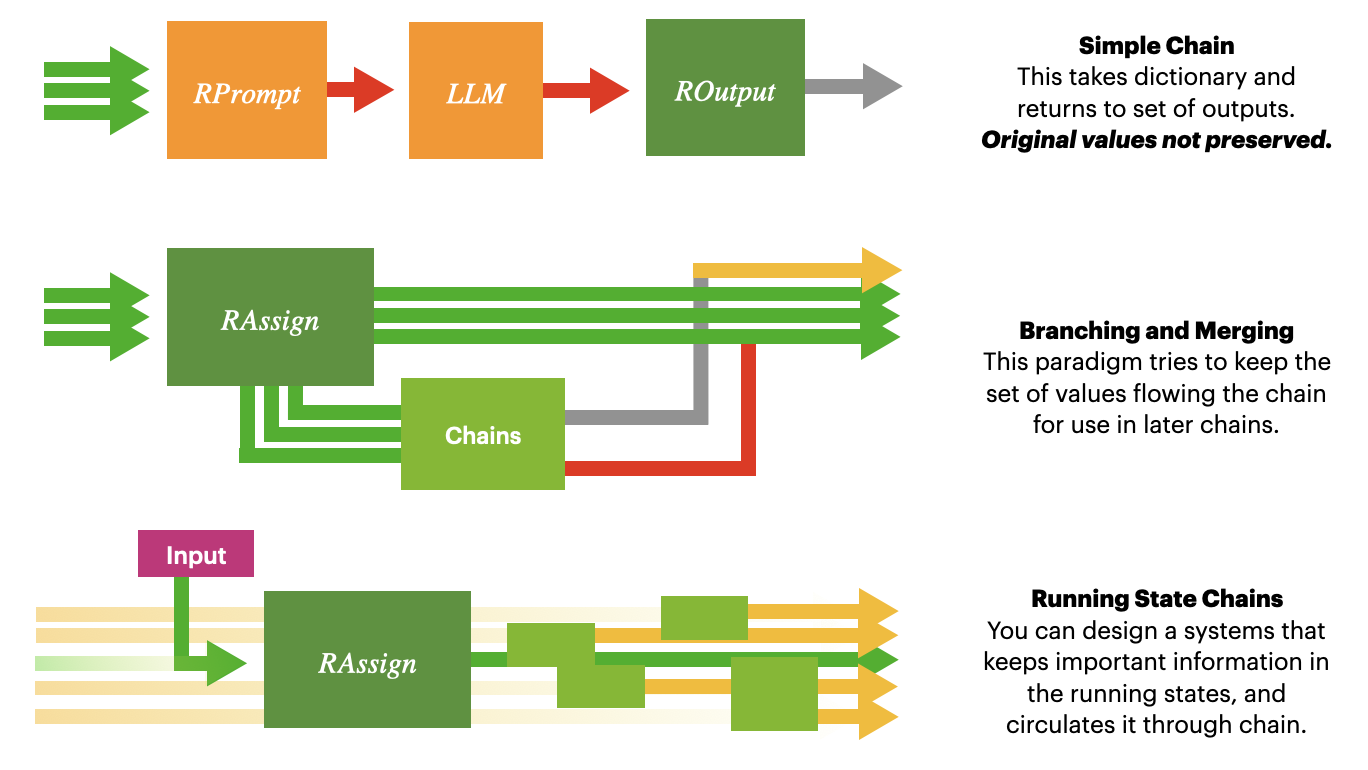 RPrompt
LLM
ROutput
Simple Chain
This takes dictionary and
returns to set of outputs.
Original values not preserved.
RAssign
Chains
Branching and Merging
This paradigm tries to keep the
set of values flowing the chain
for use in later chains.
Input
RAssign
Running State Chains
You can design a systems that
keeps important information in
the running states, and
circulates it through chain.